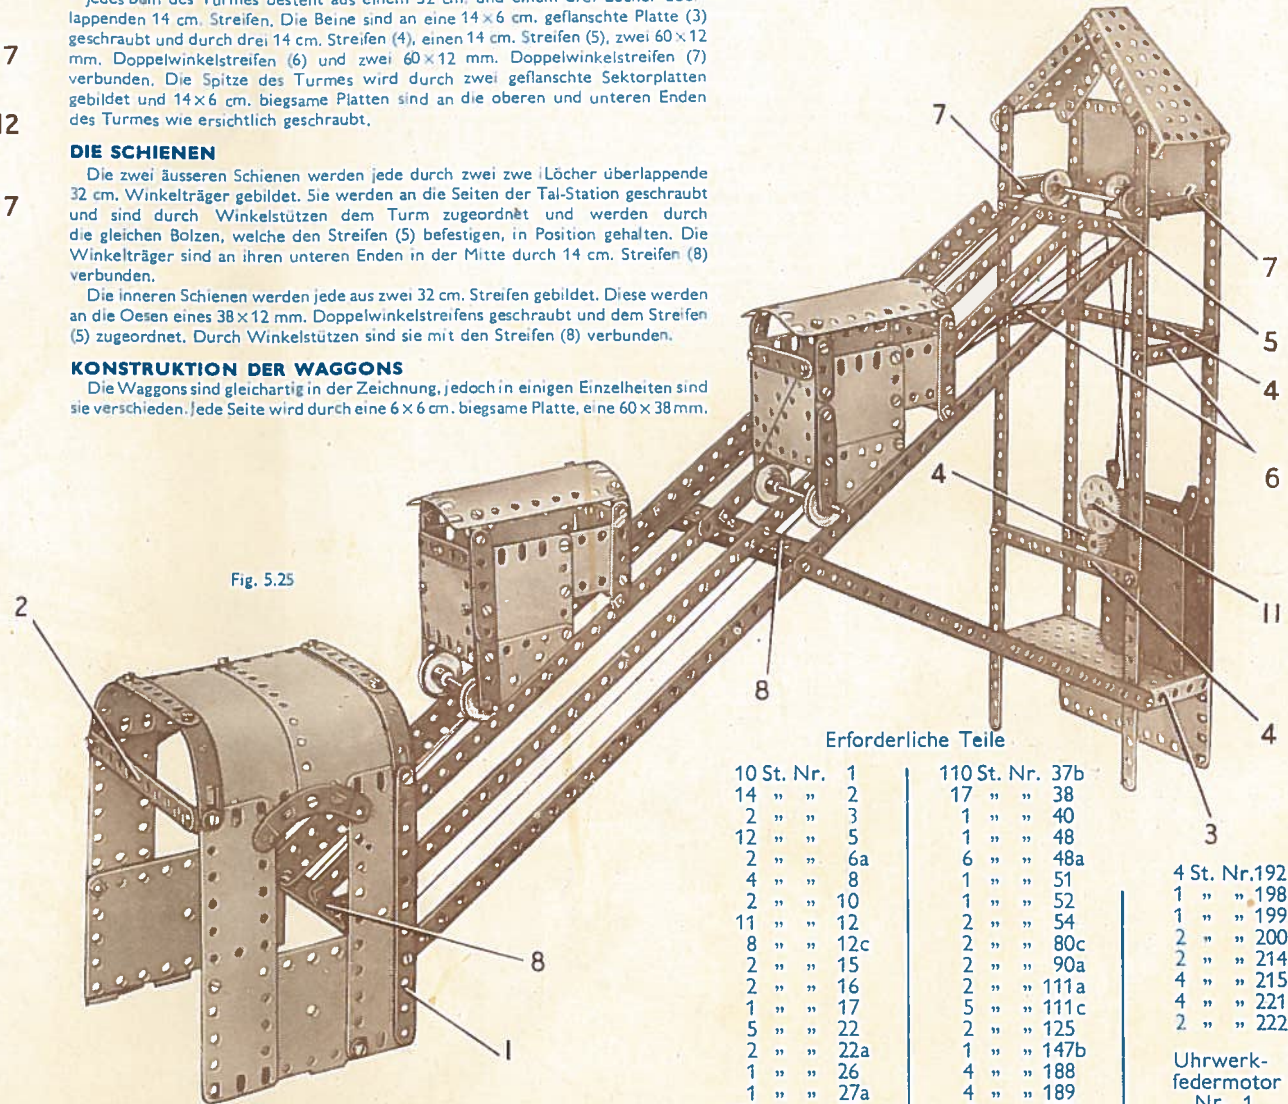 jedes Bein des Turmes besteht aus einem 32 cm. und einem drei Löcher über-
lappenden 14 cm. Streifen. Die Beine sind an eine 14×6 cm. geflanschte Platte (3)
geschraubt und durch drei 14 cm. Streifen (4), einen 14 cm. Streifen (5), zwei 60×12
mm. Doppelwinkelstreifen (6) und zwei 60×12 mm. Doppelwinkelstreifen (7)
verbunden. Die Spitze des Turmes wird durch zwei geflanschte Sektorplatten
gebildet und 14×6 cm. biegsame Platten sind an die oberen und unteren Enden
des Turmes wie ersichtlich geschraubt.
7
12
7
DIE SCHIENEN
Die zwei äusseren Schienen werden jede durch zwei zwe iLöcher überlappende
32 cm. Winkelträger gebildet. Sie werden an die Seiten der Tal-Station geschraubt
und sind durch Winkelstützen dem Turm zugeordnet und werden durch
die gleichen Bolzen, welche den Streifen (5) befestigen, in Position gehalten. Die
Winkelträger sind an ihren unteren Enden in der Mitte durch 14 cm. Streifen (8)
verbunden.
Die inneren Schienen werden jede aus zwei 32 cm. Streifen gebildet. Diese werden
an die Oesen eines 38×12 mm. Doppelwinkelstreifens geschraubt und dem Streifen
(5) zugeordnet. Durch Winkelstützen sind sie mit den Streifen (8) verbunden.
KONSTRUKTION DER WAGGONS
Die Waggons sind gleichartig in der Zeichnung, jedoch in einigen Einzelheiten sind
sie verschieden. Jede Seite wird durch eine 6×6 cm. biegsame Platte, eine 60×38 mm.
7
7
5
4
6
4
11
8
4
3
Fig. 5.25
2
8
1
Erforderliche Teile
10 St. Nr. 1
14 " " 2
2 " " 3
12 " " 5
2 " " 6a
4 " " 8
2 " " 10
11 " " 12
8 " " 12c
2 " " 15
2 " " 16
1 " " 17
5 " " 22
2 " " 22a
1 " " 26
1 " " 27a
110 St. Nr. 37b
17 " " 38
1 " " 40
1 " " 48
6 " " 48a
1 " " 51
1 " " 52
2 " " 54
2 " " 80c
2 " " 90a
2 " " 111a
5 " " 111c
2 " " 125
1 " " 147b
4 " " 188
4 " " 189
4 St. Nr. 192
1 " " 198
1 " " 199
2 " " 200
2 " " 214
4 " " 215
4 " " 221
2 " " 222
Uhrwerk-
federmotor
Nr. 1